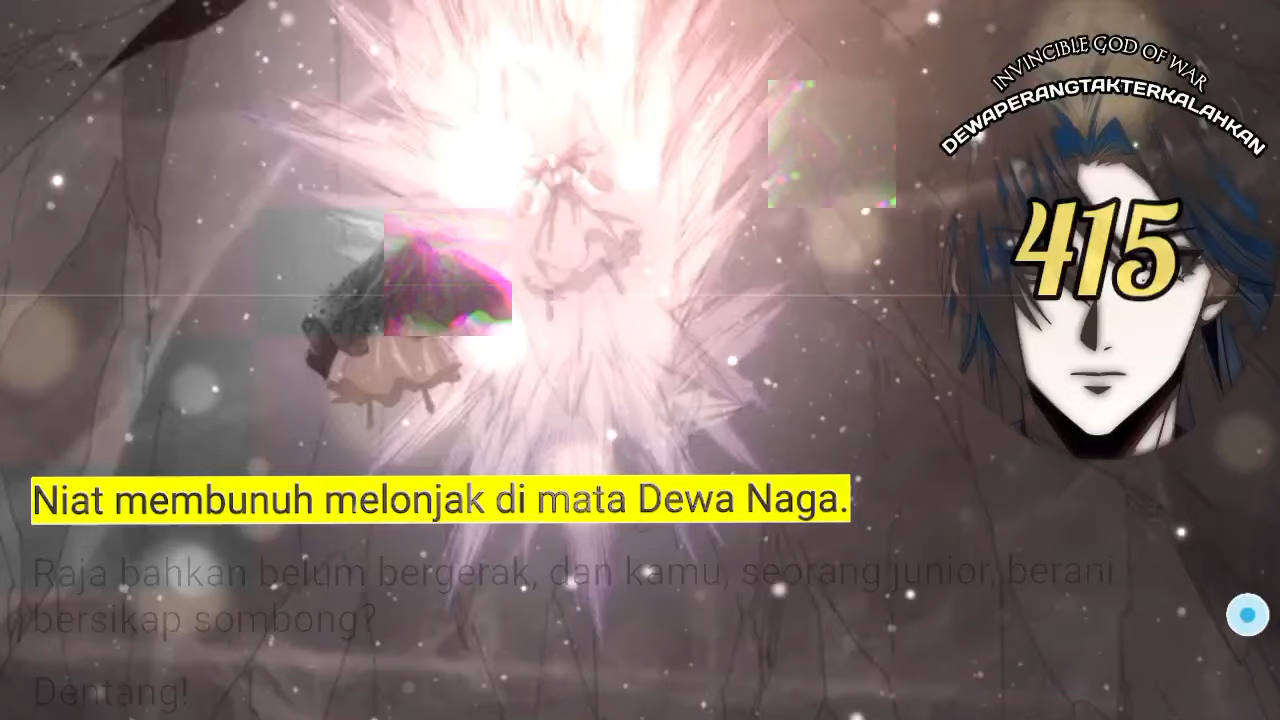 INVINCIBLE GOD OF WAR
DEWAPERANGTAKTERKALAHKAN
415
Niat membunuh melonjak di mata Dewa Naga.
Raja bahkan belum bergerak, dan kamu, seorang junior, berani
bersikap sombong?
Dentang!